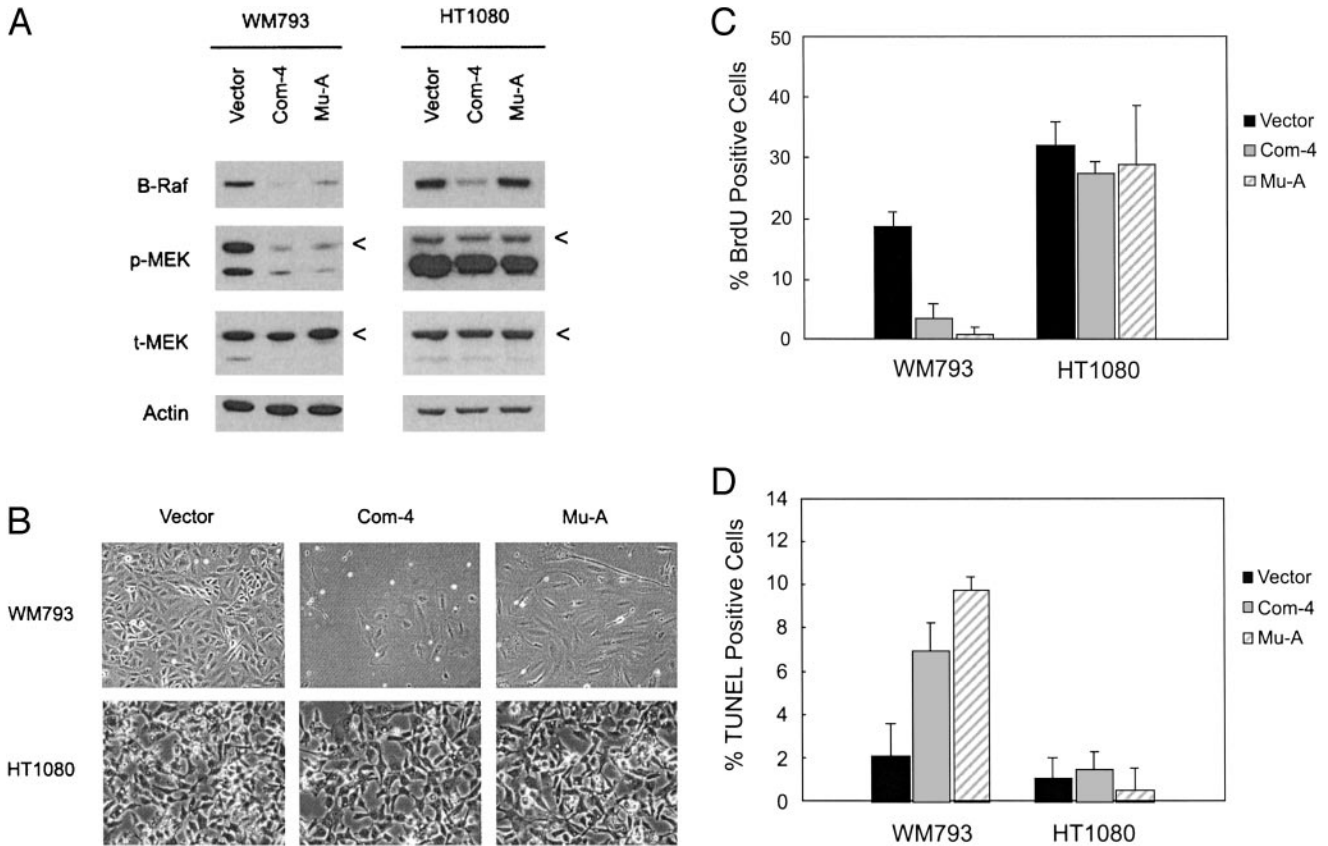 A
WM793
HT1080
Vector
Com-4
Mu-A
Vector
Com-4
Mu-A
B-Raf
p-MEK
<
<
t-MEK
<
<
Actin
B
Vector
Com-4
Mu-A
WM793
HT1080
C
% BrdU Positive Cells
50
40
30
20
10
0
WM793
HT1080
Vector
Com-4
Mu-A
D
% TUNEL Positive Cells
14
12
10
8
6
4
2
0
WM793
HT1080
Vector
Com-4
Mu-A